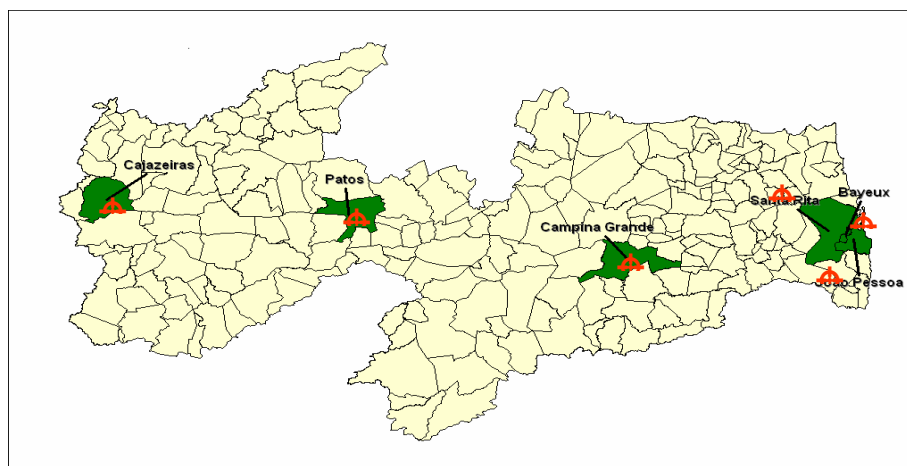 Cajazeiras
Patos
Campina Grande
Santa Rita
Bayeux
João Pessoa